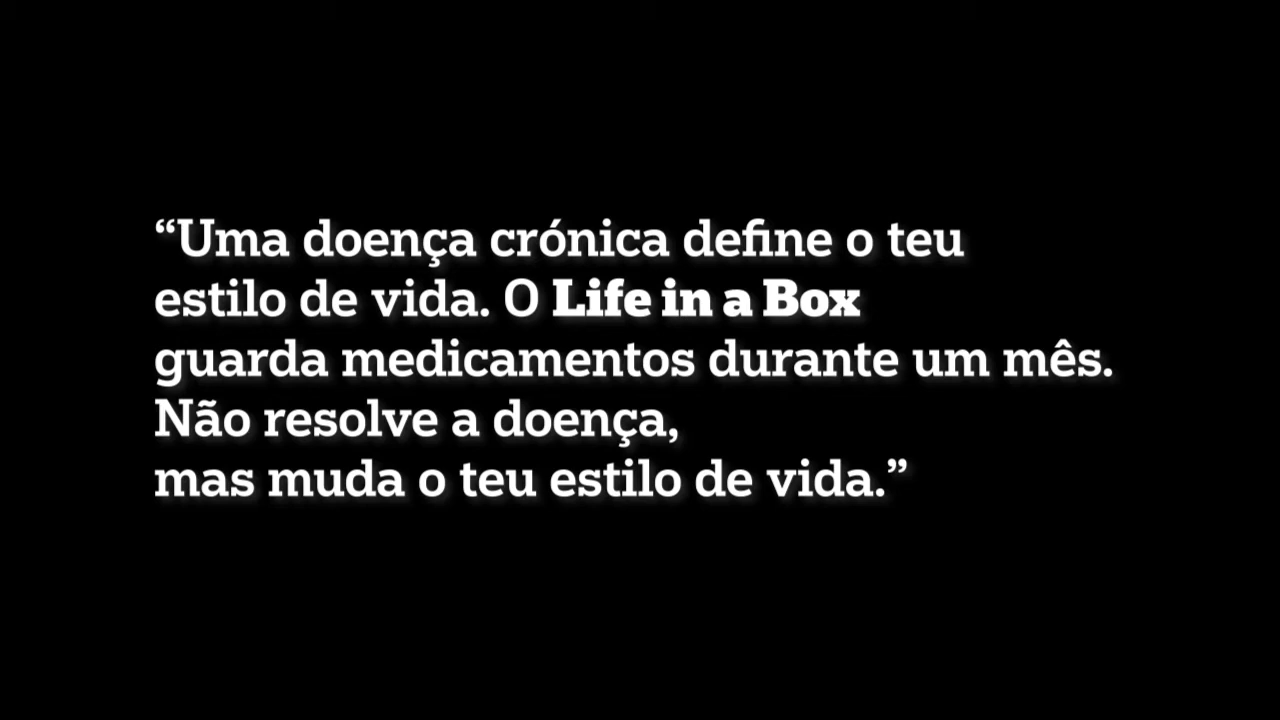 “Uma doença crónica define o teu
estilo de vida. O Life in a Box
guarda medicamentos durante um mês.
Não resolve a doença,
mas muda o teu estilo de vida.”